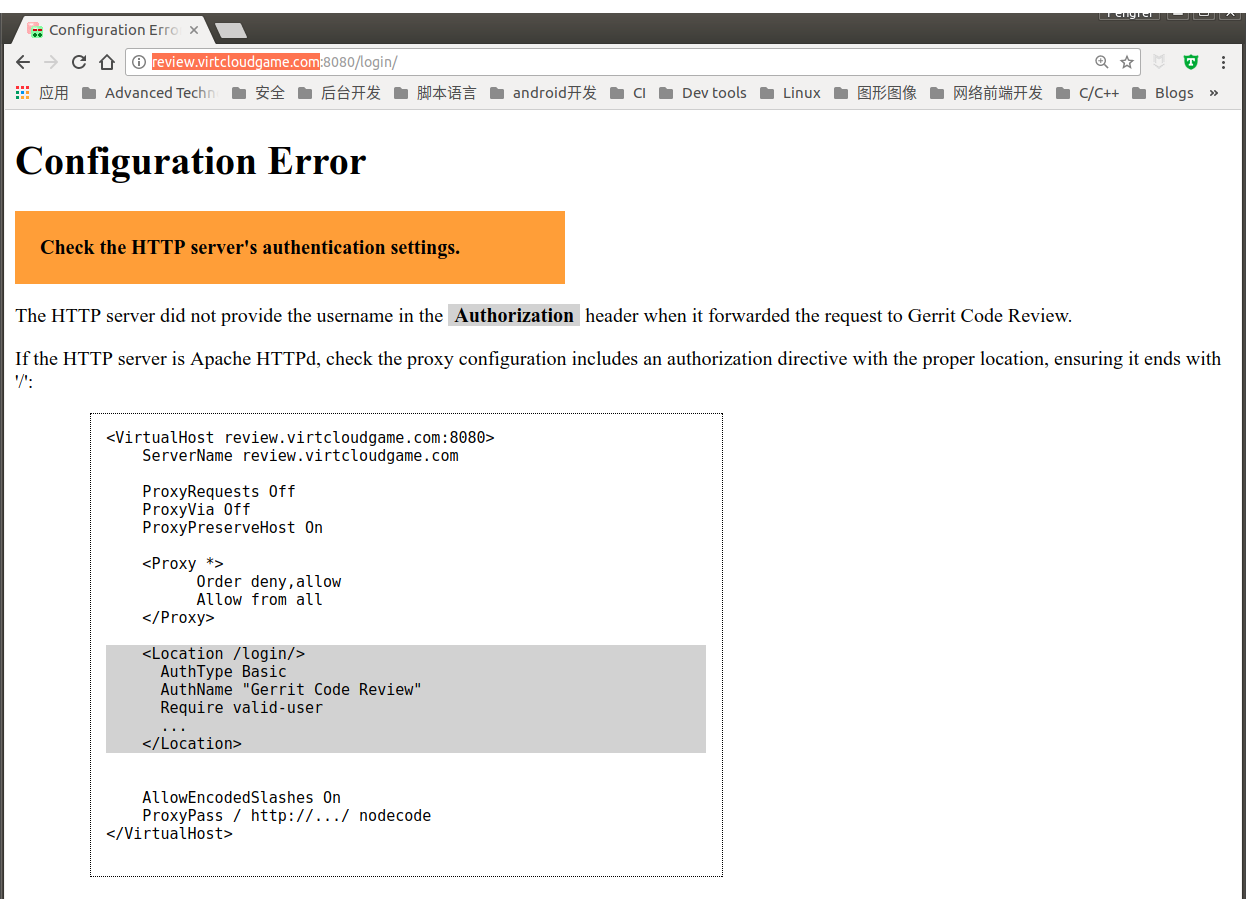 Configuration Erro
review.virtcloudgame.com:8080/login/
应用 Advanced Techn 安全 后台开发 脚本语言 android开发 CI Dev tools Linux 图形图像 网络前端开发 C/C++ Blogs »
Configuration Error
Check the HTTP server's authentication settings.
The HTTP server did not provide the username in the Authorization header when it forwarded the request to Gerrit Code Review.
If the HTTP server is Apache HTTPd, check the proxy configuration includes an authorization directive with the proper location, ensuring it ends with
'/':
<VirtualHost review.virtcloudgame.com:8080>
    ServerName review.virtcloudgame.com
    ProxyRequests Off
    ProxyVia Off
    ProxyPreserveHost On
    <Proxy *>
          Order deny,allow
          Allow from all
    </Proxy>
    <Location /login/>
      AuthType Basic
      AuthName "Gerrit Code Review"
      Require valid-user
      ...
    </Location>
    AllowEncodedSlashes On
    ProxyPass / http://.../ nodecode
</VirtualHost>